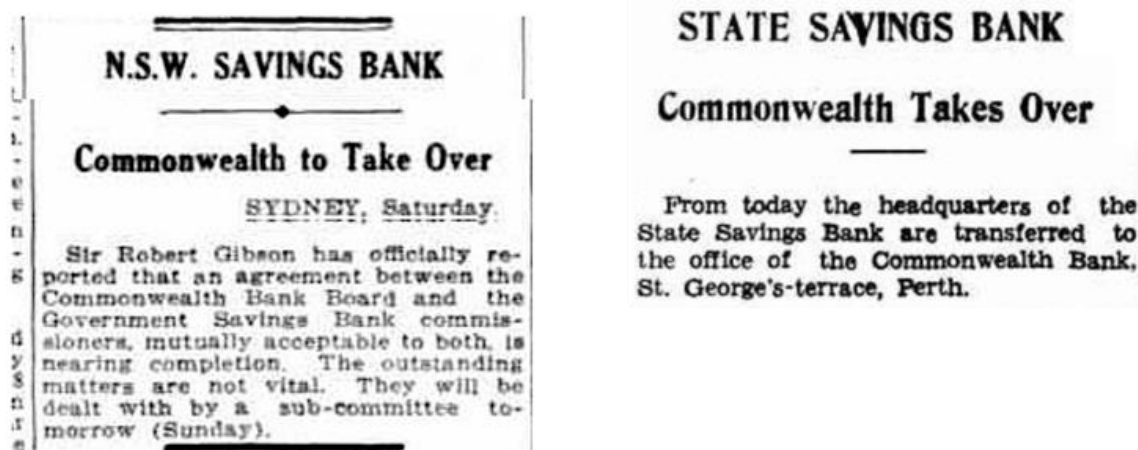 N.S.W. SAVINGS BANK
Commonwealth to Take Over
SYDNEY, Saturday.
Sir Robert Gibson has officially re-
ported that an agreement between the
Commonwealth Bank Board and the
Government Savings Bank commis-
sioners, mutually acceptable to both, is
nearing completion. The outstanding
matters are not vital. They will be
dealt with by a sub-committee to-
morrow (Sunday).
STATE SAVINGS BANK
Commonwealth Takes Over
From today the headquarters of the
State Savings Bank are transferred to
the office of the Commonwealth Bank,
St. George's-terrace, Perth.